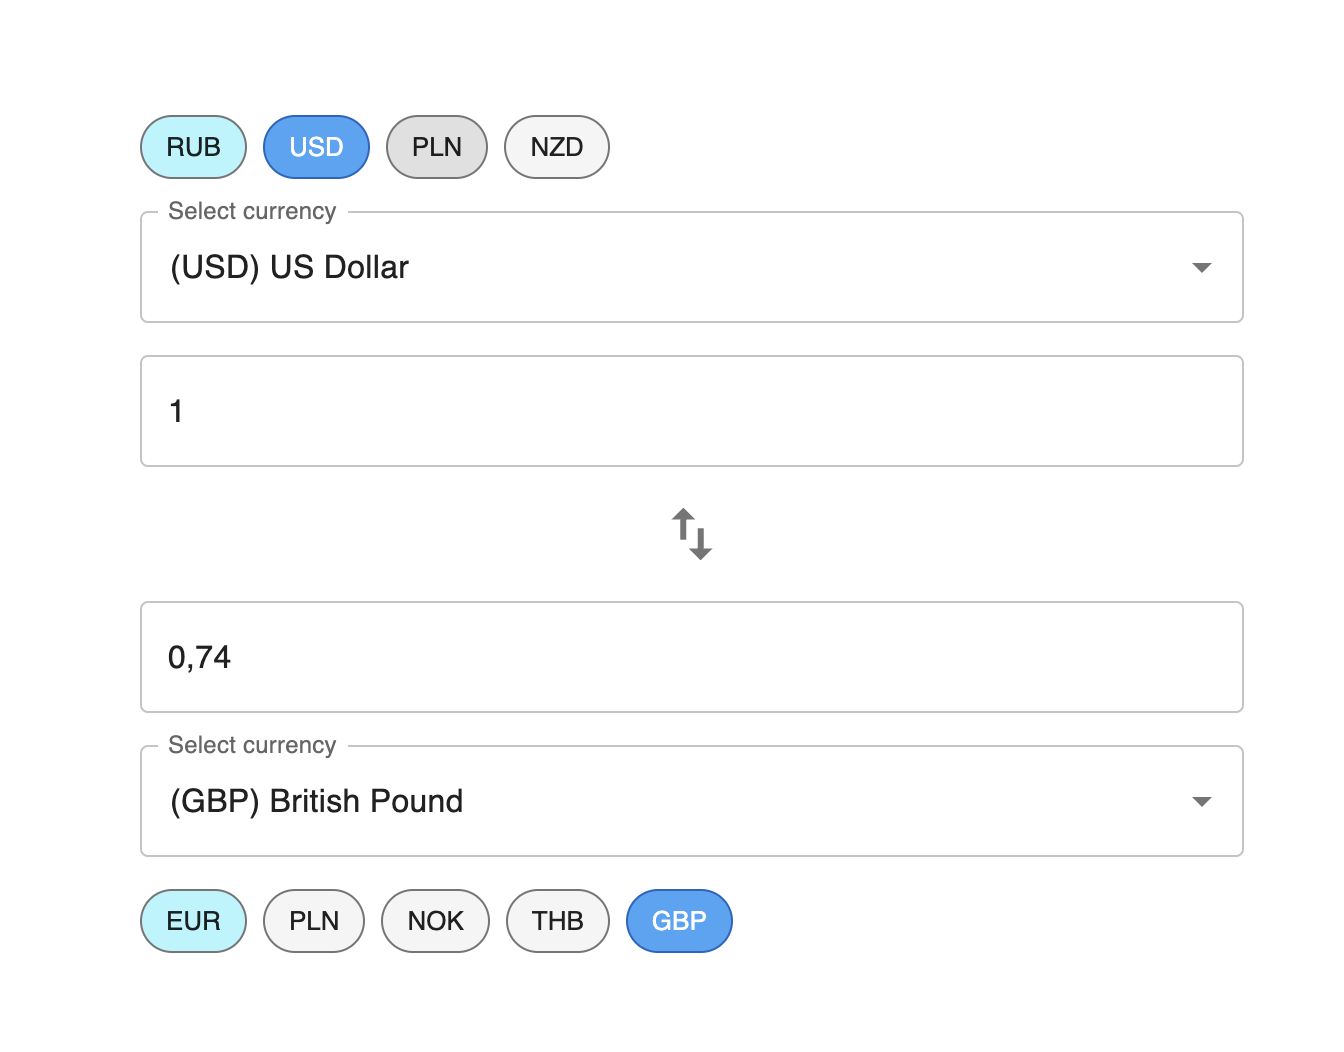 RUB USD PLN NZD
Select currency
(USD) US Dollar
1
0,74
Select currency
(GBP) British Pound
EUR PLN NOK THB GBP